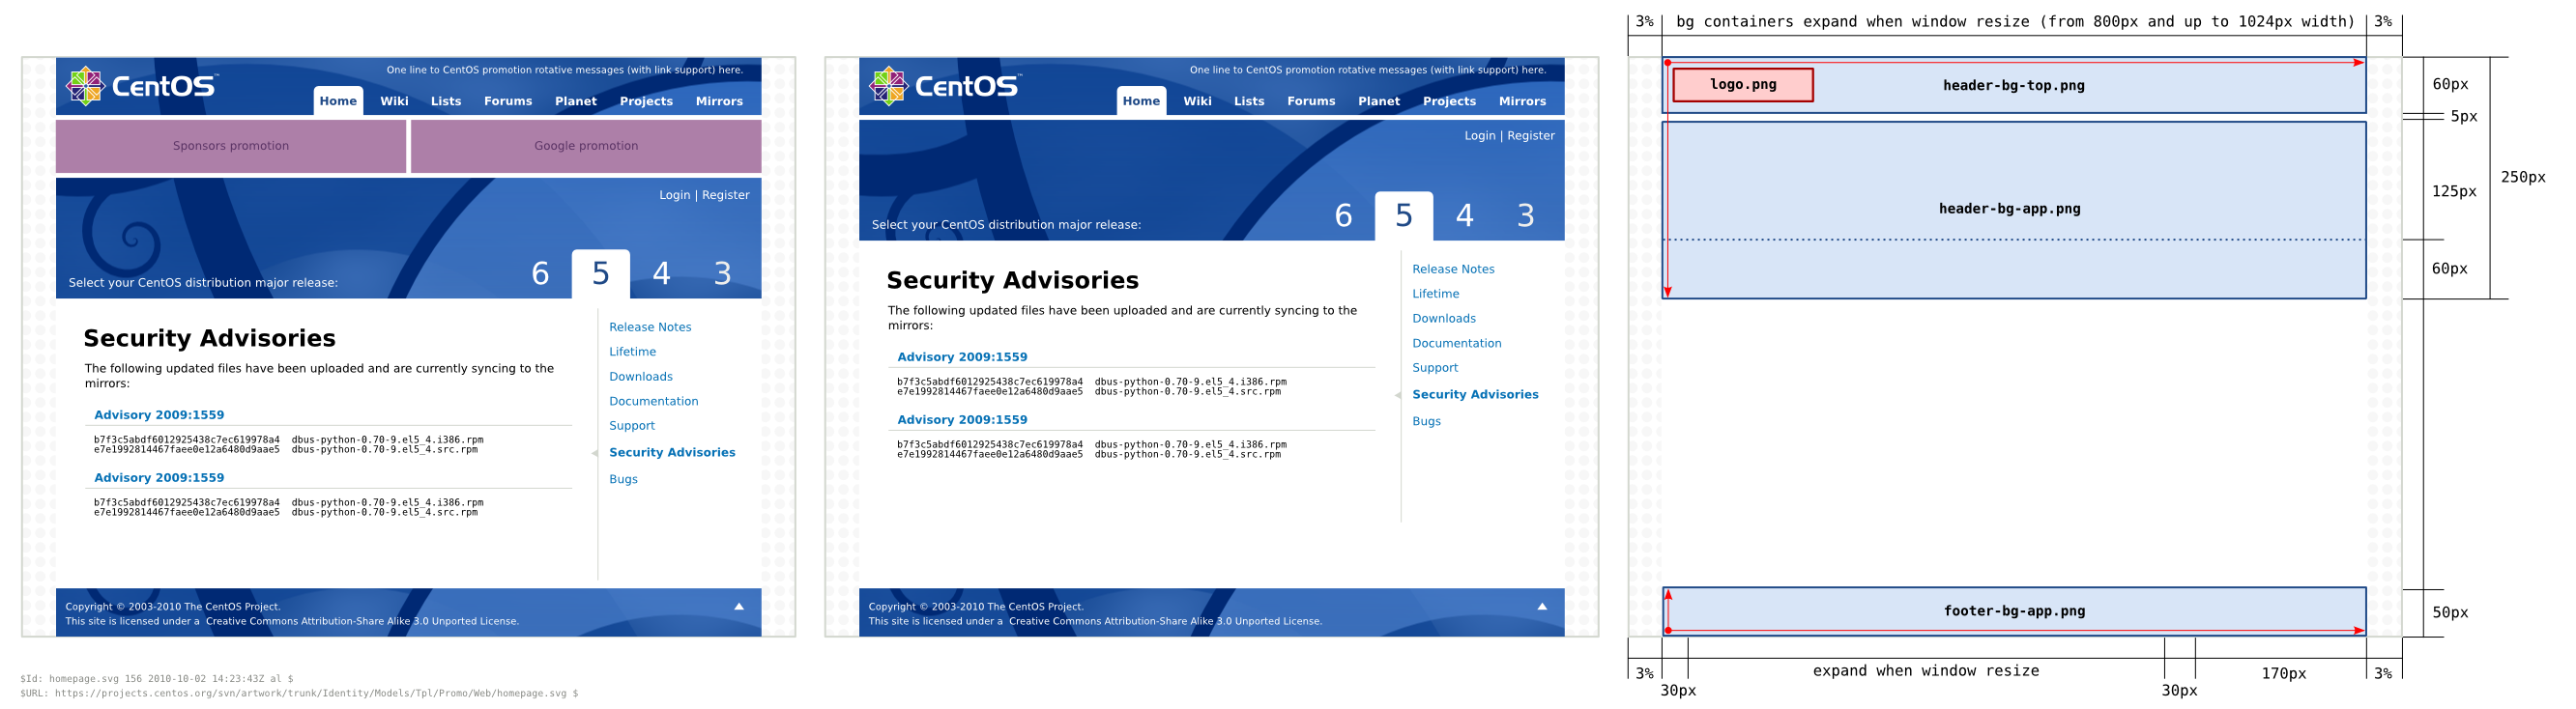 CentOS™
One line to CentOS promotion rotative messages (with link support) here.
Home Wiki Lists Forums Planet Projects Mirrors
Sponsors promotion Google promotion
Login | Register
Select your CentOS distribution major release: 6 5 4 3
Security Advisories
The following updated files have been uploaded and are currently syncing to the
mirrors:
Advisory 2009:1559
b7f3c5abdf6012925438c7ec619978a4 dbus-python-0.70-9.el5_4.i386.rpm
e7e1992814467faee0e12a6480d9aae5 dbus-python-0.70-9.el5_4.src.rpm
Advisory 2009:1559
b7f3c5abdf6012925438c7ec619978a4 dbus-python-0.70-9.el5_4.i386.rpm
e7e1992814467faee0e12a6480d9aae5 dbus-python-0.70-9.el5_4.src.rpm
Release Notes
Lifetime
Downloads
Documentation
Support
Security Advisories
Bugs
Copyright © 2003-2010 The CentOS Project.
This site is licensed under a Creative Commons Attribution-Share Alike 3.0 Unported License.
$Id: homepage.svg 156 2010-10-02 14:23:43Z al $
$URL: https://projects.centos.org/svn/artwork/trunk/Identity/Models/Tpl/Promo/Web/homepage.svg $
CentOS™
One line to CentOS promotion rotative messages (with link support) here.
Home Wiki Lists Forums Planet Projects Mirrors
Login | Register
Select your CentOS distribution major release: 6 5 4 3
Security Advisories
The following updated files have been uploaded and are currently syncing to the
mirrors:
Advisory 2009:1559
b7f3c5abdf6012925438c7ec619978a4 dbus-python-0.70-9.el5_4.i386.rpm
e7e1992814467faee0e12a6480d9aae5 dbus-python-0.70-9.el5_4.src.rpm
Advisory 2009:1559
b7f3c5abdf6012925438c7ec619978a4 dbus-python-0.70-9.el5_4.i386.rpm
e7e1992814467faee0e12a6480d9aae5 dbus-python-0.70-9.el5_4.src.rpm
Release Notes
Lifetime
Downloads
Documentation
Support
Security Advisories
Bugs
Copyright © 2003-2010 The CentOS Project.
This site is licensed under a Creative Commons Attribution-Share Alike 3.0 Unported License.
3% bg containers expand when window resize (from 800px and up to 1024px width) 3%
logo.png header-bg-top.png 60px
5px
header-bg-app.png 125px 250px
60px
footer-bg-app.png 50px
3% expand when window resize 170px 3%
30px 30px